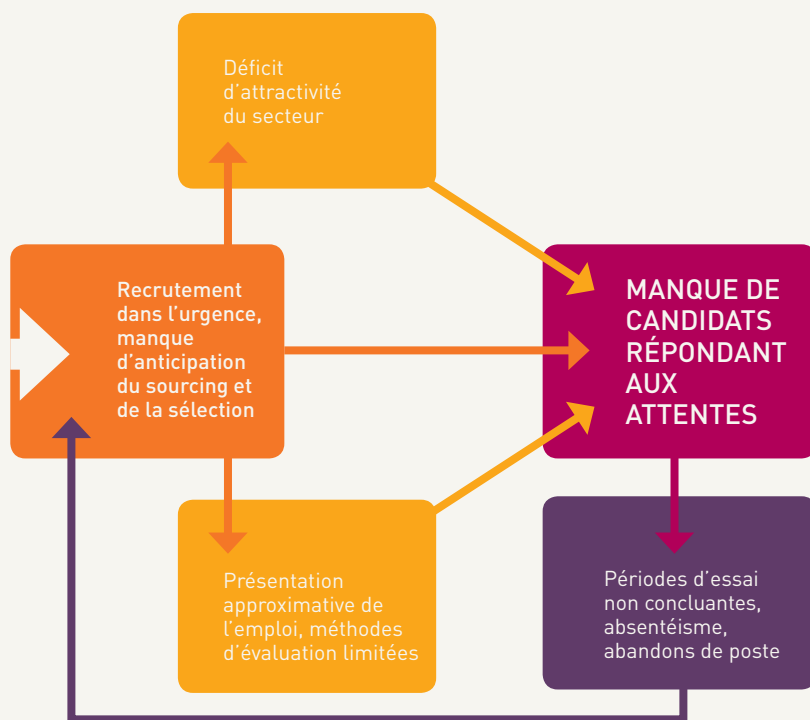 Déficit
d'attractivité
du secteur
Recrutement
dans l'urgence,
manque
d'anticipation
du sourcing et
de la sélection
MANQUE DE
CANDIDATS
RÉPONDANT
AUX
ATTENTES
Présentation
approximative de
l'emploi, méthodes
d'évaluation limitées
Périodes d'essai
non concluantes,
absentéisme,
abandons de poste